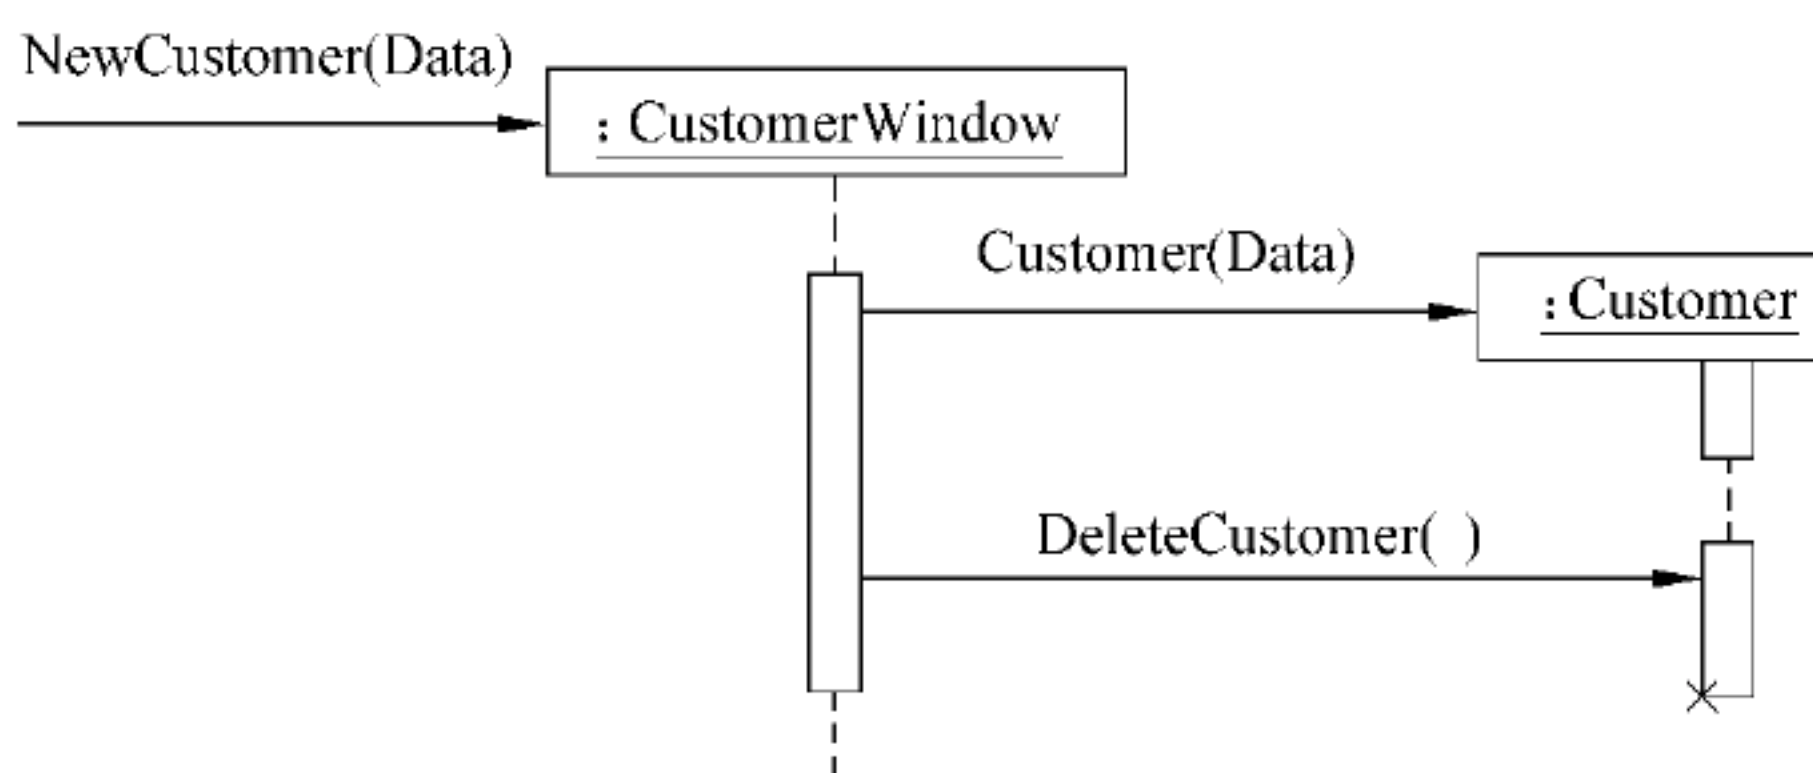 NewCustomer(Data)
: CustomerWindow
Customer(Data)
:Customer
DeleteCustomer( )